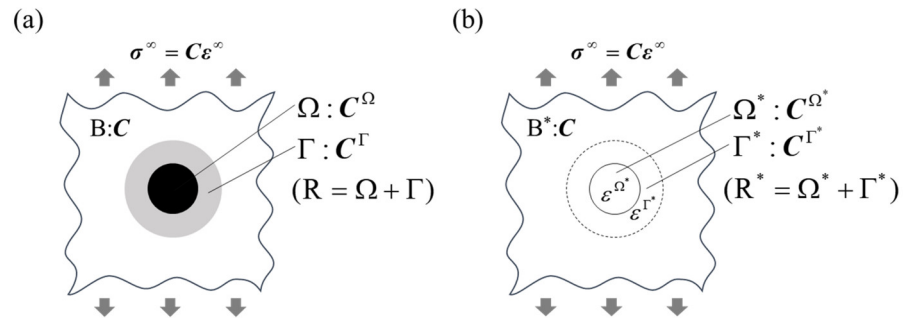 (a)
σ^∞ = Cε^∞
B:C
Ω : C^Ω
Γ : C^Γ
(R = Ω + Γ)
(b)
σ^∞ = Cε^∞
B*:C
Ω* : C^Ω*
Γ* : C^Γ*
(R* = Ω* + Γ*)
ε^Ω*
ε^Γ*